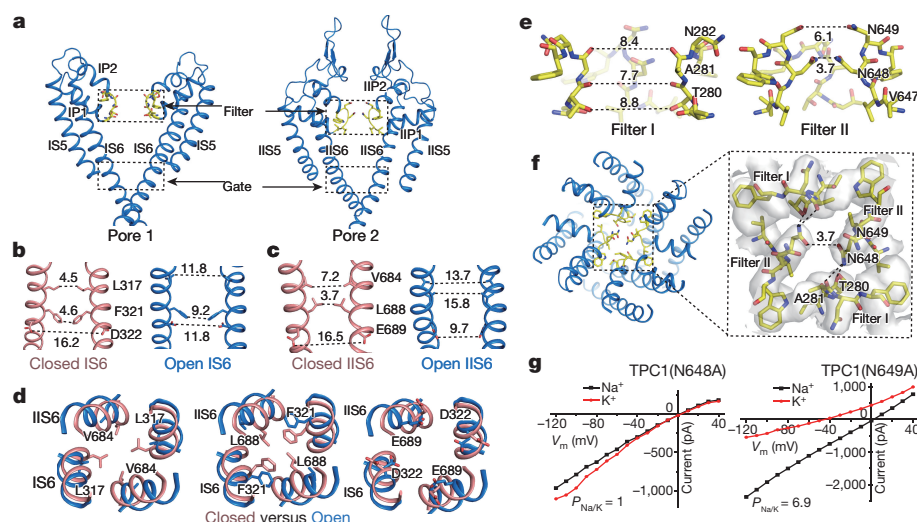 a
IP2
IIP2
Filter
IIP1
IIP1
IS5
IS6
IS6
IS5
IIS5
IIS6
IIS6
IIS5
Gate
Pore 1
Pore 2
b
4.5
11.8
L317
4.6
9.2
F321
D322
16.2
11.8
Closed IS6
Open IS6
c
7.2
13.7
V684
3.7
15.8
L688
E689
16.5
9.7
Closed IIS6
Open IIS6
d
IIS6
L317
V684
V684
IS6
L317
IIS6
F321
L688
L688
IS6
F321
IIS6
D322
E689
D322
E689
IS6
Closed versus Open
e
8.4
N282
7.7
A281
8.8
T280
Filter I
6.1
N649
3.7
N648
V647
Filter II
f
Filter I
Filter II
N649
3.7
N648
Filter II
T280
A281
Filter I
g
TPC1(N648A)
Na+
K+
–120 –80 –40 40
Vm (mV)
Current (pA)
–500
–1,000
PNa/K = 1
TPC1(N649A)
Na+
K+
1,000
–120 –80 –40 0 40
Vm (mV)
Current (pA)
–1,000
–2,000
PNa/K = 6.9